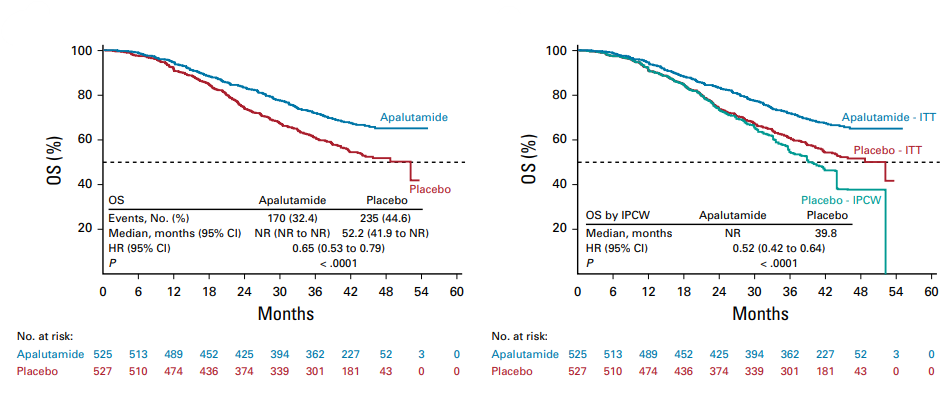 100
80
60
40
20
OS (%)
Apalutamide
Placebo
OS Apalutamide Placebo
Events, No. (%) 170 (32.4) 235 (44.6)
Median, months (95% CI) NR (NR to NR) 52.2 (41.9 to NR)
HR (95% CI) 0.65 (0.53 to 0.79)
P < .0001
0 6 12 18 24 30 36 42 48 54 60
Months
No. at risk:
Apalutamide 525 513 489 452 425 394 362 227 52 3 0
Placebo 527 510 474 436 374 339 301 181 43 0 0
100
80
60
40
20
OS (%)
Apalutamide - ITT
Placebo - ITT
Placebo - IPCW
OS by IPCW Apalutamide Placebo
Median, months NR 39.8
HR (95% CI) 0.52 (0.42 to 0.64)
P < .0001
0 6 12 18 24 30 36 42 48 54 60
Months
No. at risk:
Apalutamide 525 513 489 452 425 394 362 227 52 3 0
Placebo 527 510 474 436 374 339 301 181 43 0 0